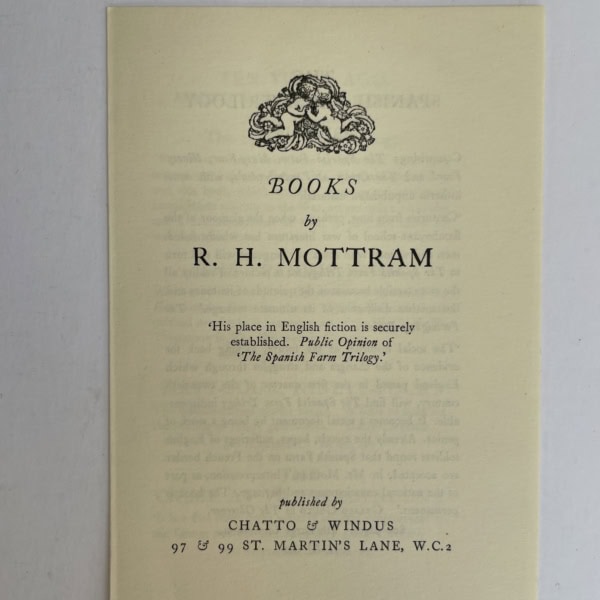 BOOKS
by
R. H. MOTTRAM
‘His place in English fiction is securely
established. Public Opinion of
‘The Spanish Farm Trilogy.’
published by
CHATTO & WINDUS
97 & 99 ST. MARTIN'S LANE, W.C.2